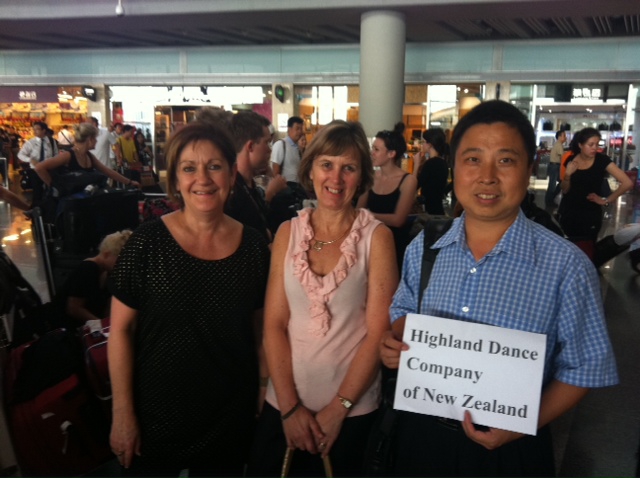 Highland Dance
Company
of New Zealand